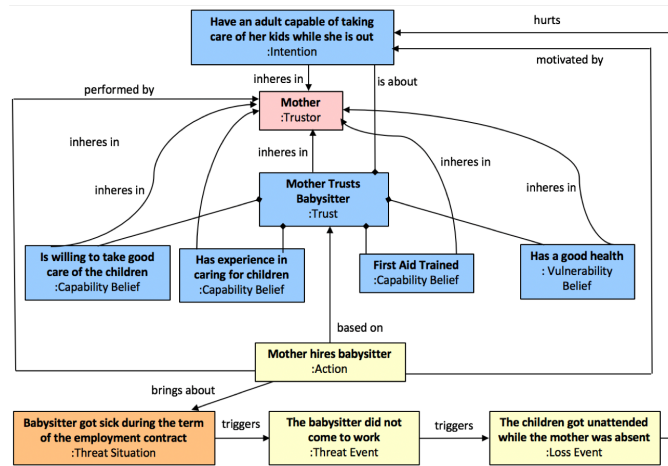 Have an adult capable of taking
care of her kids while she is out
:Intention
hurts
motivated by
inheres in
is about
performed by
Mother
:Trustor
inheres in
inheres in
inheres in
inheres in
inheres in
Mother Trusts
Babysitter
:Trust
Is willing to take good
care of the children
:Capability Belief
Has experience in
caring for children
:Capability Belief
First Aid Trained
:Capability Belief
Has a good health
: Vulnerability
Belief
based on
Mother hires babysitter
:Action
brings about
Babysitter got sick during the term
of the employment contract
:Threat Situation
triggers
The babysitter did not
come to work
:Threat Event
triggers
The children got unattended
while the mother was absent
:Loss Event